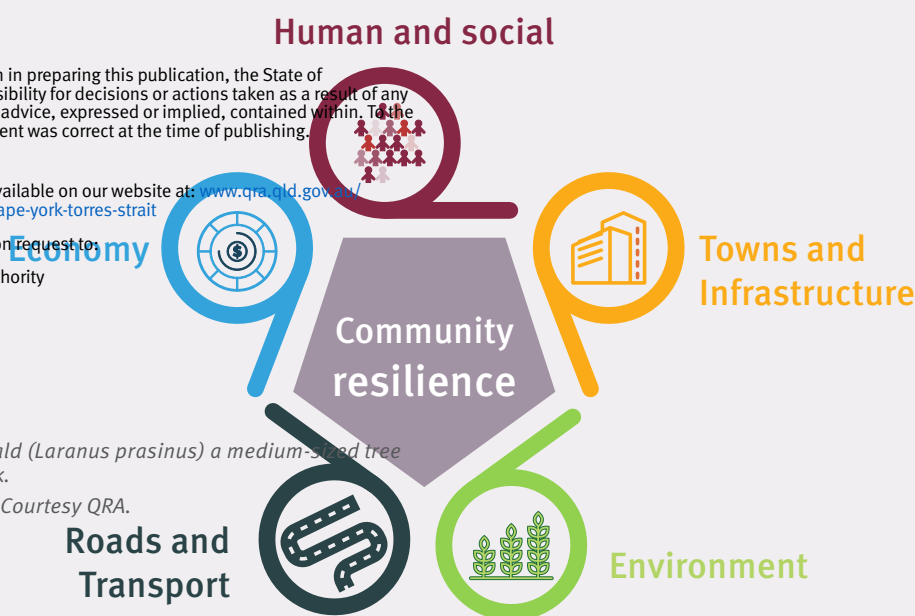 Human and social
n in preparing this publication, the State of
sibility for decisions or actions taken as a result of any
advice, expressed or implied, contained within. To the
ent was correct at the time of publishing.
vailable on our website at: www.qra.qld.gov.au/
ape-york-torres-strait
on request to:
hority
Economy
Towns and
Infrastructure
Community
resilience
ald (Laranus prasinus) a medium-sized tree
k.
Courtesy QRA.
Roads and
Transport
Environment
$